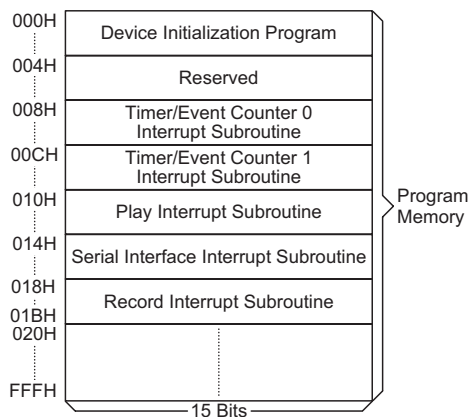 000H
Device Initialization Program
004H
Reserved
008H
Timer/Event Counter 0
Interrupt Subroutine
00CH
Timer/Event Counter 1
Interrupt Subroutine
010H
Play Interrupt Subroutine
014H
Serial Interface Interrupt Subroutine
018H
Record Interrupt Subroutine
01BH
020H
FFFH
15 Bits
Program
Memory